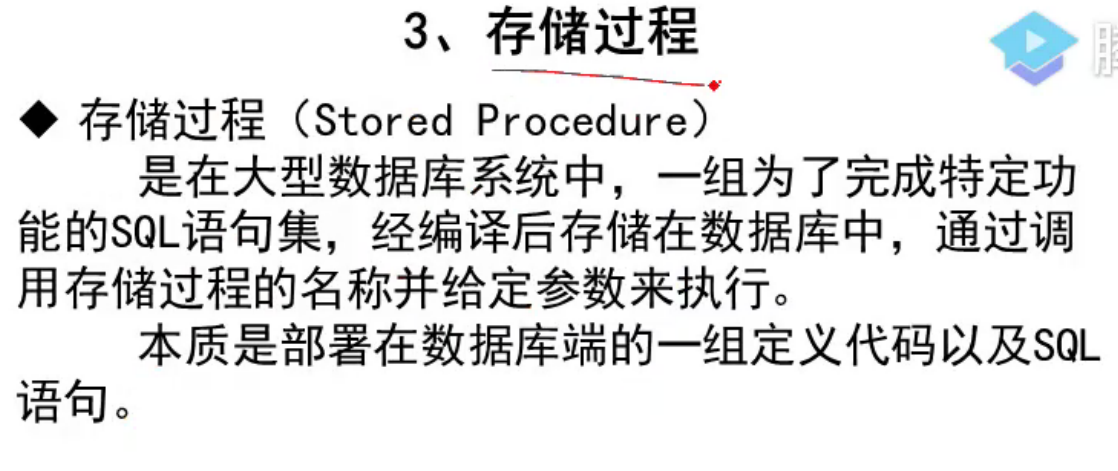 3、存储过程
◆ 存储过程（Stored Procedure）
是在大型数据库系统中，一组为了完成特定功
能的SQL语句集，经编译后存储在数据库中，通过调
用存储过程的名称并给定参数来执行。
本质是部署在数据库端的一组定义代码以及SQL
语句。